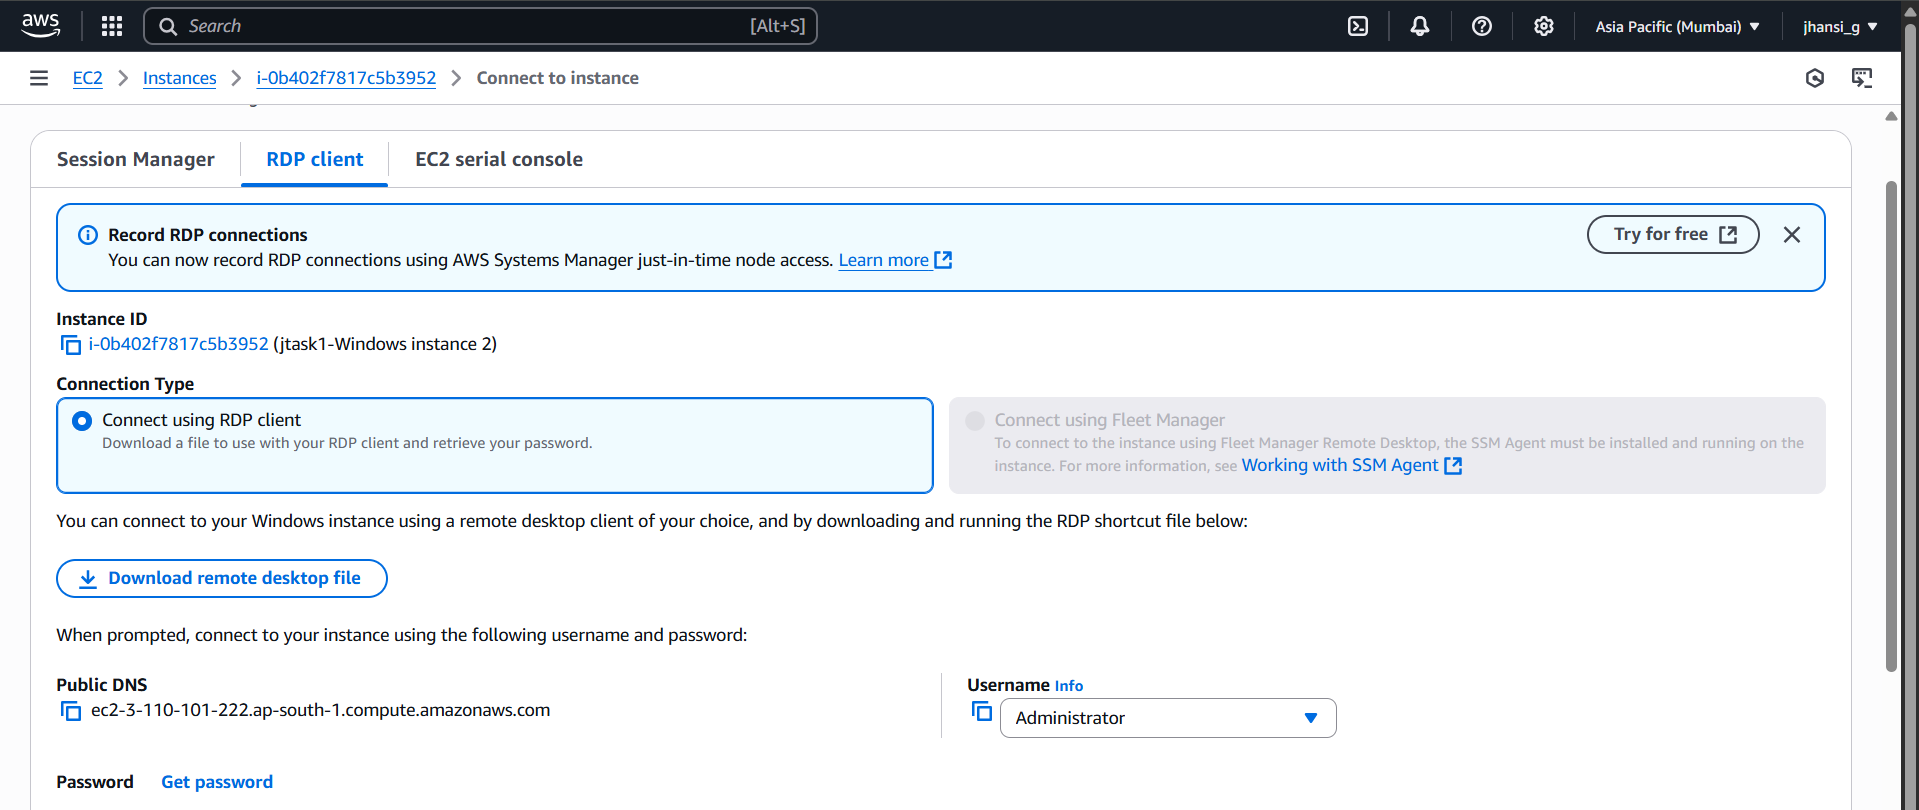 aws Search [Alt+S] Asia Pacific (Mumbai) jhansi_g
EC2 Instances i-0b402f7817c5b3952 Connect to instance
Session Manager RDP client EC2 serial console
Record RDP connections
Try for free
You can now record RDP connections using AWS Systems Manager just-in-time node access. Learn more
Instance ID
i-0b402f7817c5b3952 (jtask1-Windows instance 2)
Connection Type
Connect using RDP client
Download a file to use with your RDP client and retrieve your password.
Connect using Fleet Manager
To connect to the instance using Fleet Manager Remote Desktop, the SSM Agent must be installed and running on the
instance. For more information, see Working with SSM Agent
You can connect to your Windows instance using a remote desktop client of your choice, and by downloading and running the RDP shortcut file below:
Download remote desktop file
When prompted, connect to your instance using the following username and password:
Public DNS
ec2-3-110-101-222.ap-south-1.compute.amazonaws.com
Username Info
Administrator
Password Get password